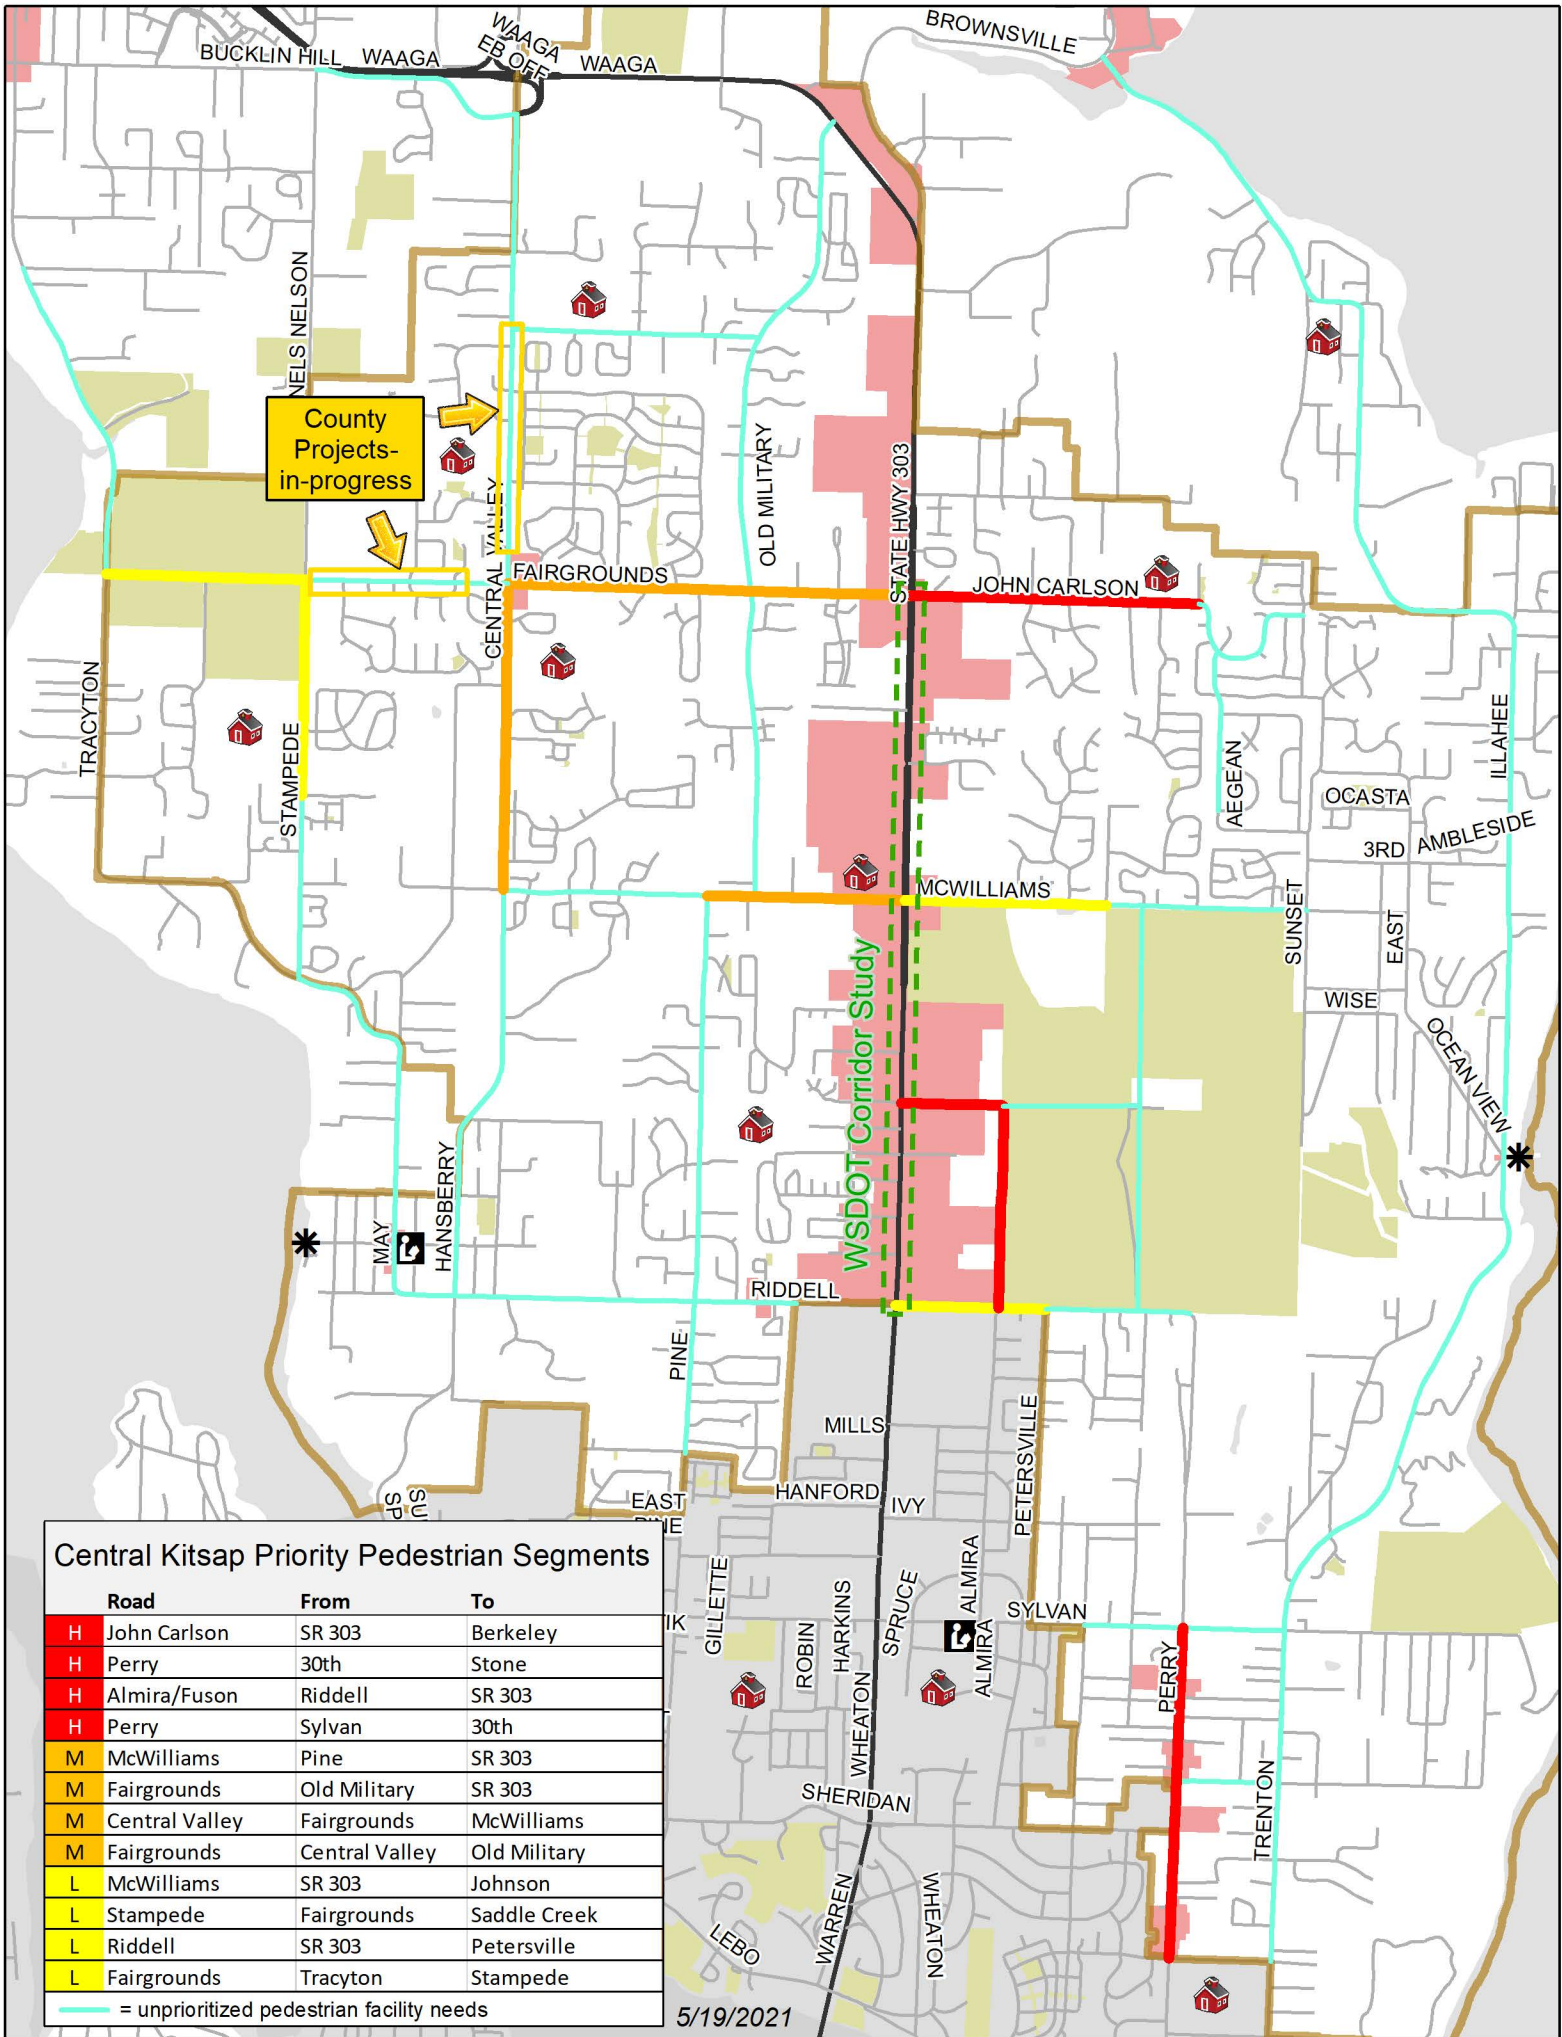 BROWNSVILLE
WAAGA
EB OFF
BUCKLIN HILL
WAAGA
WAAGA
NELS NELSON
County
Projects-
in-progress
OLD MILITARY
STATE HWY 303
CENTRAL VALLEY
FAIRGROUNDS
JOHN CARLSON
TRACYTON
STAMPEDE
ILLAHEE
AEGEAN
OCASTA
3RD
AMBLESIDE
MCWILLIAMS
SUNSET
EAST
WISE
OCEAN VIEW
WSDOT Corridor Study
HANSBERRY
MAY
RIDDELL
PINE
MILLS
PETERSVILLE
HANFORD
IVY
SP
SU
EAST
PINE
GILLETTE
ROBIN
HARKINS
SPRUCE
ALMIRA
ALMIRA
SYLVAN
IK
WHEATON
PERRY
SHERIDAN
TRENTON
LEBO
WARREN
WHEATON
Central Kitsap Priority Pedestrian Segments
Road From To
H John Carlson SR 303 Berkeley
H Perry 30th Stone
H Almira/Fuson Riddell SR 303
H Perry Sylvan 30th
M McWilliams Pine SR 303
M Fairgrounds Old Military SR 303
M Central Valley Fairgrounds McWilliams
M Fairgrounds Central Valley Old Military
L McWilliams SR 303 Johnson
L Stampede Fairgrounds Saddle Creek
L Riddell SR 303 Petersville
L Fairgrounds Tracyton Stampede
= unprioritized pedestrian facility needs
5/19/2021